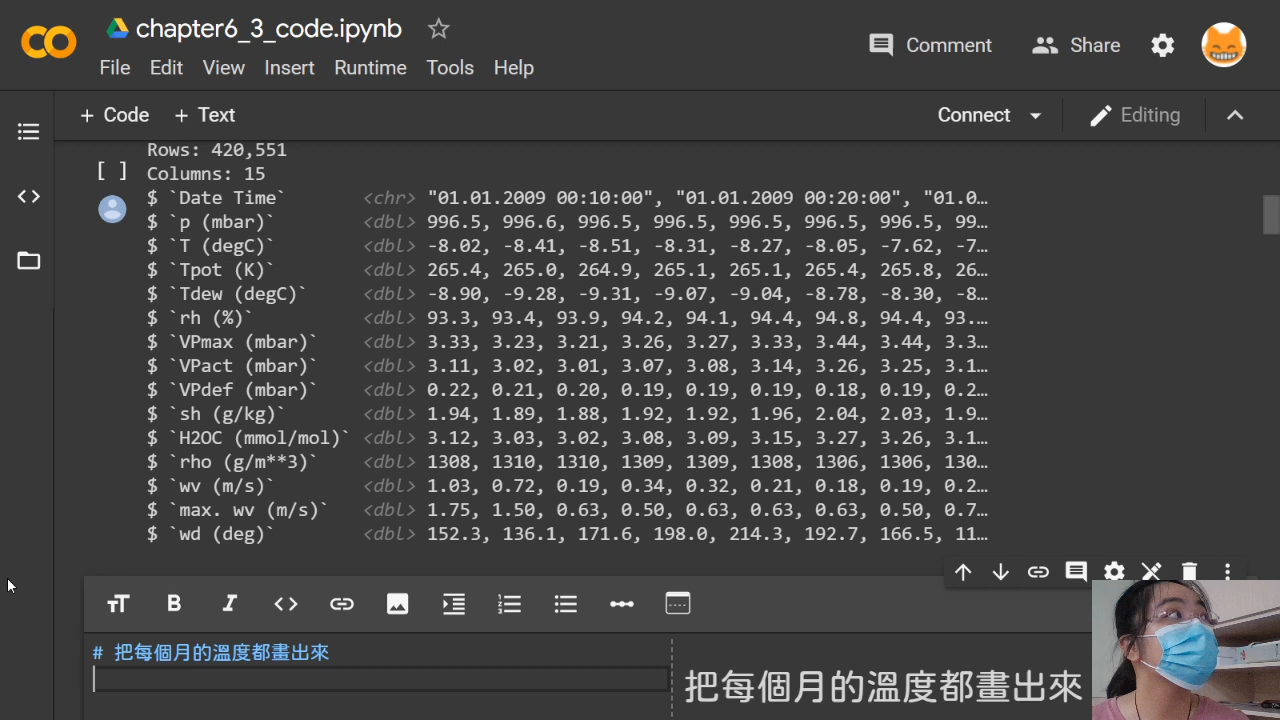 chapter6_3_code.ipynb
File Edit View Insert Runtime Tools Help
Comment Share
+ Code + Text
Connect
Editing
Rows: 420,551
[ ] Columns: 15
$ `Date Time` <chr> "01.01.2009 00:10:00", "01.01.2009 00:20:00", "01.0…
$ `p (mbar)` <dbl> 996.5, 996.6, 996.5, 996.5, 996.5, 996.5, 996.5, 99…
$ `T (degC)` <dbl> -8.02, -8.41, -8.51, -8.31, -8.27, -8.05, -7.62, -7…
$ `Tpot (K)` <dbl> 265.4, 265.0, 264.9, 265.1, 265.1, 265.4, 265.8, 26…
$ `Tdew (degC)` <dbl> -8.90, -9.28, -9.31, -9.07, -9.04, -8.78, -8.30, -8…
$ `rh (%)` <dbl> 93.3, 93.4, 93.9, 94.2, 94.1, 94.4, 94.8, 94.4, 93.…
$ `VPmax (mbar)` <dbl> 3.33, 3.23, 3.21, 3.26, 3.27, 3.33, 3.44, 3.44, 3.3…
$ `VPact (mbar)` <dbl> 3.11, 3.02, 3.01, 3.07, 3.08, 3.14, 3.26, 3.25, 3.1…
$ `VPdef (mbar)` <dbl> 0.22, 0.21, 0.20, 0.19, 0.19, 0.19, 0.18, 0.19, 0.2…
$ `sh (g/kg)` <dbl> 1.94, 1.89, 1.88, 1.92, 1.92, 1.96, 2.04, 2.03, 1.9…
$ `H2OC (mmol/mol)` <dbl> 3.12, 3.03, 3.02, 3.08, 3.09, 3.15, 3.27, 3.26, 3.1…
$ `rho (g/m**3)` <dbl> 1308, 1310, 1310, 1309, 1309, 1308, 1306, 1306, 130…
$ `wv (m/s)` <dbl> 1.03, 0.72, 0.19, 0.34, 0.32, 0.21, 0.18, 0.19, 0.2…
$ `max. wv (m/s)` <dbl> 1.75, 1.50, 0.63, 0.50, 0.63, 0.63, 0.63, 0.50, 0.7…
$ `wd (deg)` <dbl> 152.3, 136.1, 171.6, 198.0, 214.3, 192.7, 166.5, 11…
# 把每個月的溫度都畫出來
把每個月的溫度都畫出來